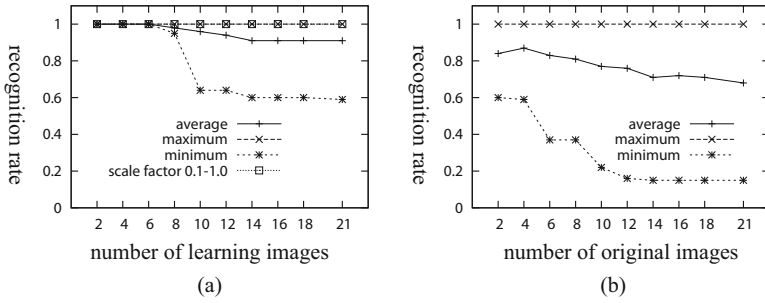 1
0.8
0.6
0.4
0.2
0
recognition rate
average
maximum
minimum
scale factor 0.1-1.0
2 4 6 8 10 12 14 16 18 21
number of learning images
(a)
1
0.8
0.6
0.4
0.2
0
recognition rate
average
maximum
minimum
2 4 6 8 10 12 14 16 18 21
number of original images
(b)